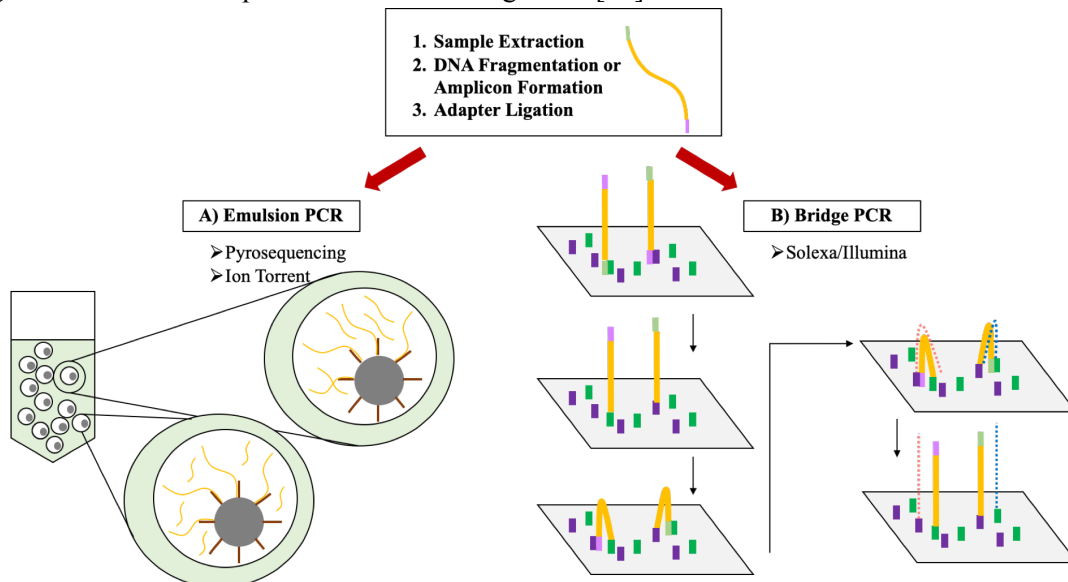 1. Sample Extraction
2. DNA Fragmentation or
Amplicon Formation
3. Adapter Ligation
A) Emulsion PCR
➢Pyrosequencing
➢Ion Torrent
B) Bridge PCR
➢Solexa/Illumina